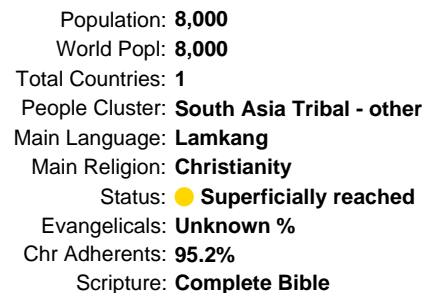 Population: 8,000
World Popl: 8,000
Total Countries: 1
People Cluster: South Asia Tribal - other
Main Language: Lamkang
Main Religion: Christianity
Status: Superficially reached
Evangelicals: Unknown %
Chr Adherents: 95.2%
Scripture: Complete Bible